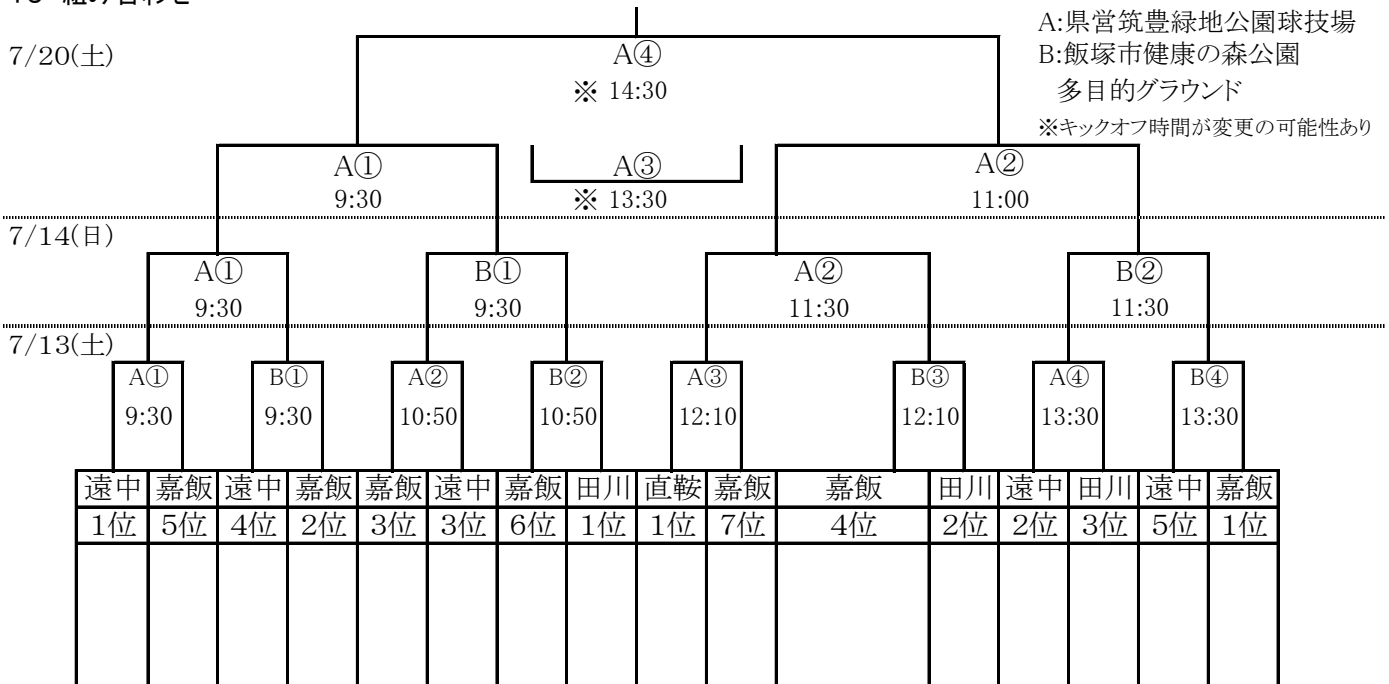 組み合わせ
7/20(土)
A④
※ 14:30
A:県営筑豊緑地公園球技場
B:飯塚市健康の森公園
多目的グラウンド
※キックオフ時間が変更の可能性あり
A① A③ A②
9:30 ※ 13:30 11:00
7/14(日)
A① B① A② B②
9:30 9:30 11:30 11:30
7/13(土)
A① B① A② B② A③ B③ A④ B④
9:30 9:30 10:50 10:50 12:10 12:10 13:30 13:30
遠中 嘉飯 遠中 嘉飯 嘉飯 遠中 嘉飯 田川 直鞍 嘉飯 嘉飯 田川 遠中 田川 遠中 嘉飯
1位 5位 4位 2位 3位 3位 6位 1位 1位 7位 4位 2位 2位 3位 5位 1位